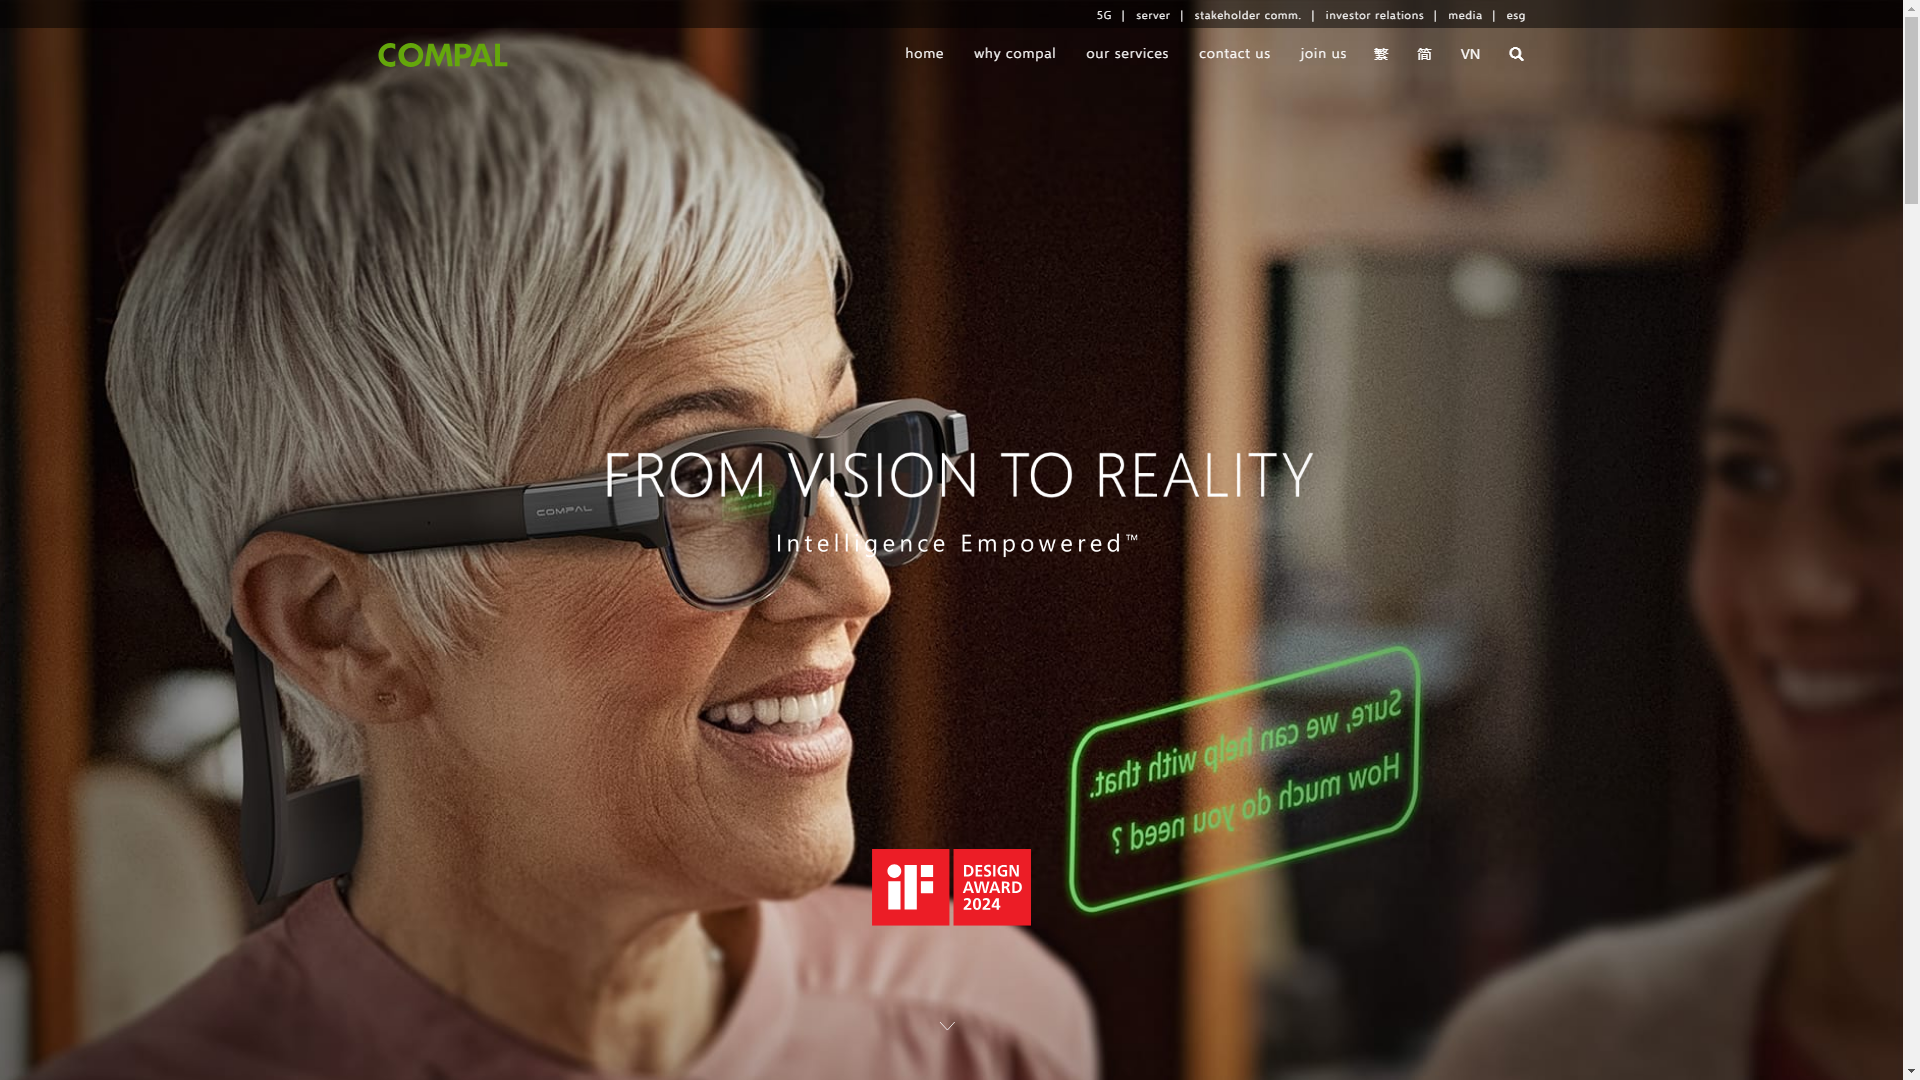 5G | server | stakeholder comm. | investor relations | media | esg
COMPAL
home why compal our services contact us join us 繁 简 VN
FROM VISION TO REALITY
COMPAL
Intelligence Empowered™
Sure, we can help with that.
How much do you need ?
iF DESIGN AWARD 2024